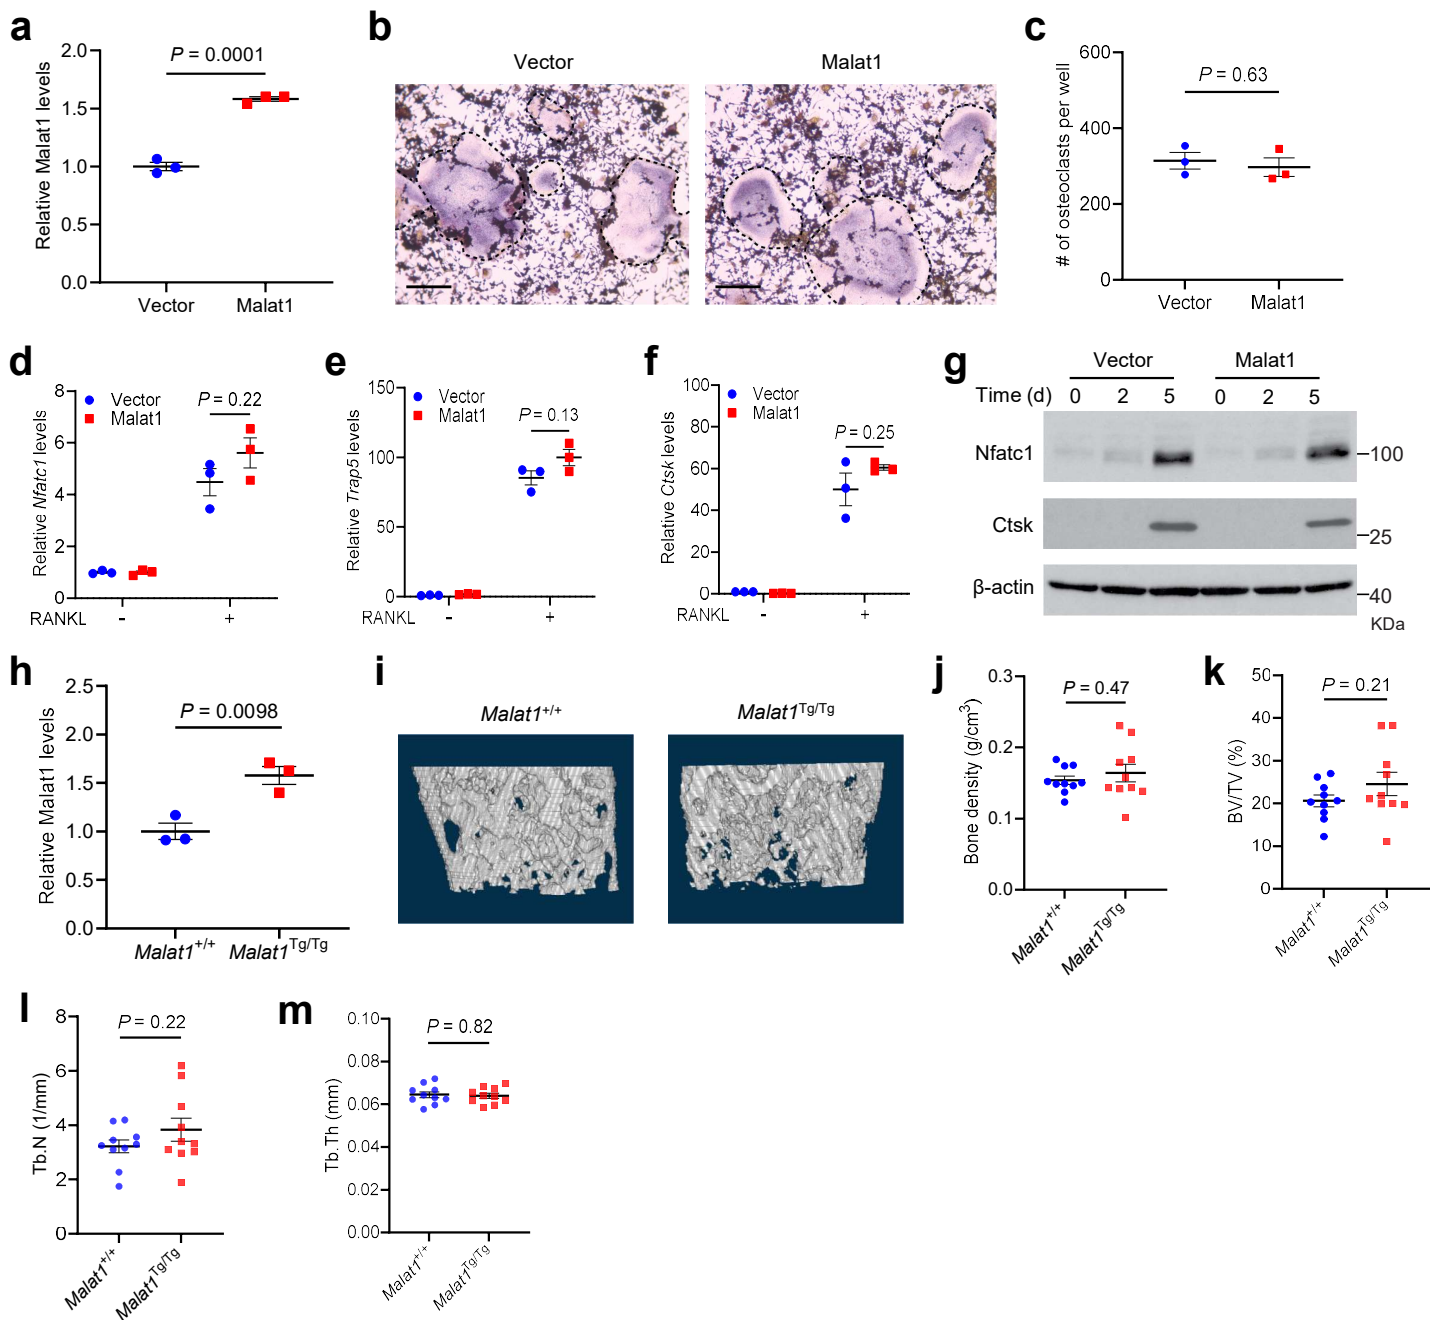 a
2.0
1.5
1.0
0.5
0.0
Relative Malat1 levels
P = 0.0001
Vector
Malat1
b
Vector
Malat1
c
600
400
200
0
# of osteoclasts per well
P = 0.63
Vector
Malat1
d
8
6
4
2
0
Relative Nfatc1 levels
Vector
Malat1
P = 0.22
RANKL - +
e
150
100
50
0
Relative Trap5 levels
Vector
Malat1
P = 0.13
RANKL - +
f
100
80
60
40
20
0
Relative Ctsk levels
Vector
Malat1
P = 0.25
RANKL - +
g
Vector Malat1
Time (d) 0 2 5 0 2 5
Nfatc1 100
Ctsk 25
β-actin 40
KDa
h
2.5
2.0
1.5
1.0
0.5
0.0
Relative Malat1 levels
P = 0.0098
Malat1+/+
Malat1Tg/Tg
i
Malat1+/+
Malat1Tg/Tg
j
0.3
0.2
0.1
0.0
Bone density (g/cm3)
P = 0.47
Malat1+/+
Malat1Tg/Tg
k
50
40
30
20
10
0
BV/TV (%)
P = 0.21
Malat1+/+
Malat1Tg/Tg
l
8
6
4
2
0
Tb.N (1/mm)
P = 0.22
Malat1+/+
Malat1Tg/Tg
m
0.10
0.08
0.06
0.04
0.02
0.00
Tb.Th (mm)
P = 0.82
Malat1+/+
Malat1Tg/Tg